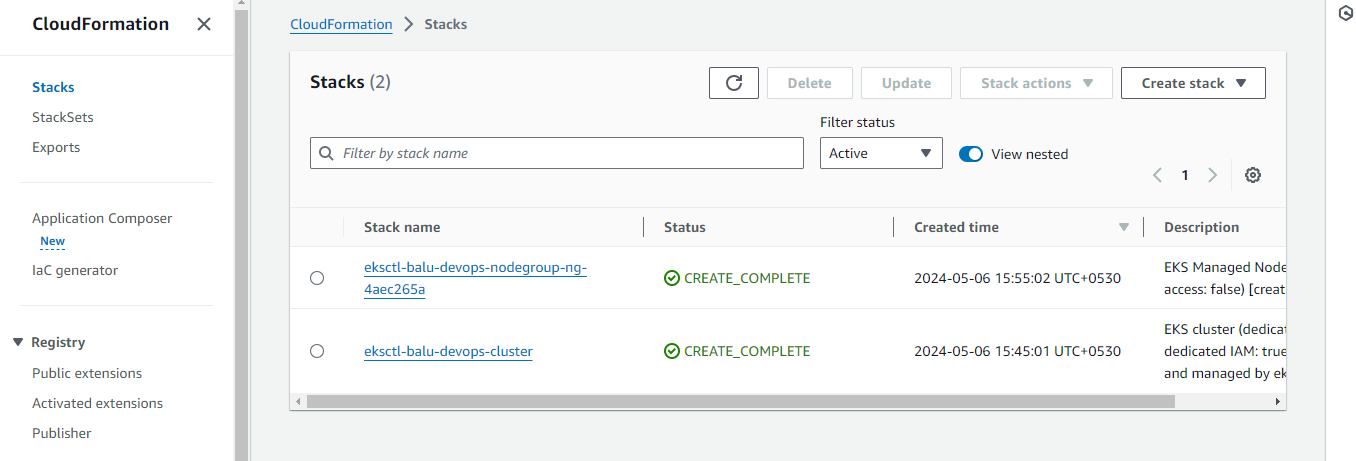 CloudFormation
Stacks
StackSets
Exports
Application Composer
New
IaC generator
Registry
Public extensions
Activated extensions
Publisher
CloudFormation > Stacks
Stacks (2)
Delete
Update
Stack actions
Create stack
Filter status
Filter by stack name
Active
View nested
1
Stack name Status Created time Description
eksctl-balu-devops-nodegroup-ng-
4aec265a
CREATE_COMPLETE
2024-05-06 15:55:02 UTC+0530
EKS Managed Node
access: false) [creat
eksctl-balu-devops-cluster
CREATE_COMPLETE
2024-05-06 15:45:01 UTC+0530
EKS cluster (dedicat
dedicated IAM: true
and managed by ek